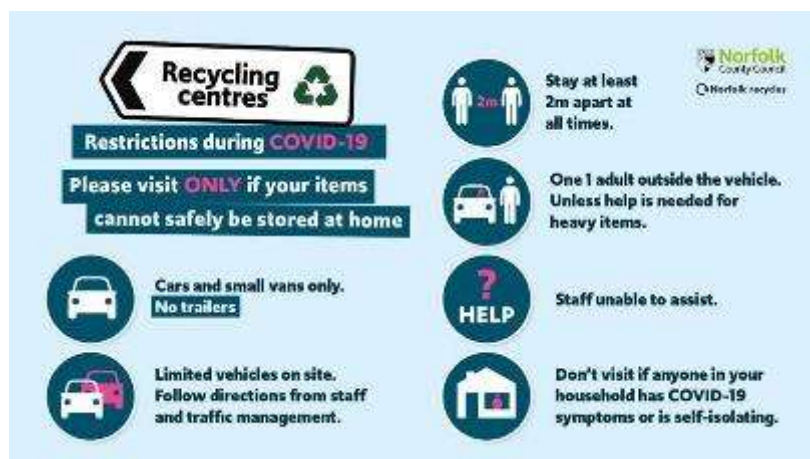 Recycling
centres
Restrictions during COVID-19
Please visit ONLY if your items
cannot safely be stored at home
Cars and small vans only.
No trailers
Limited vehicles on site.
Follow directions from staff
and traffic management.
Norfolk
County Council
Norfolk recycles
2m
Stay at least
2m apart at
all times.
One 1 adult outside the vehicle.
Unless help is needed for
heavy items.
?
HELP
Staff unable to assist.
Don't visit if anyone in your
household has COVID-19
symptoms or is self-isolating.